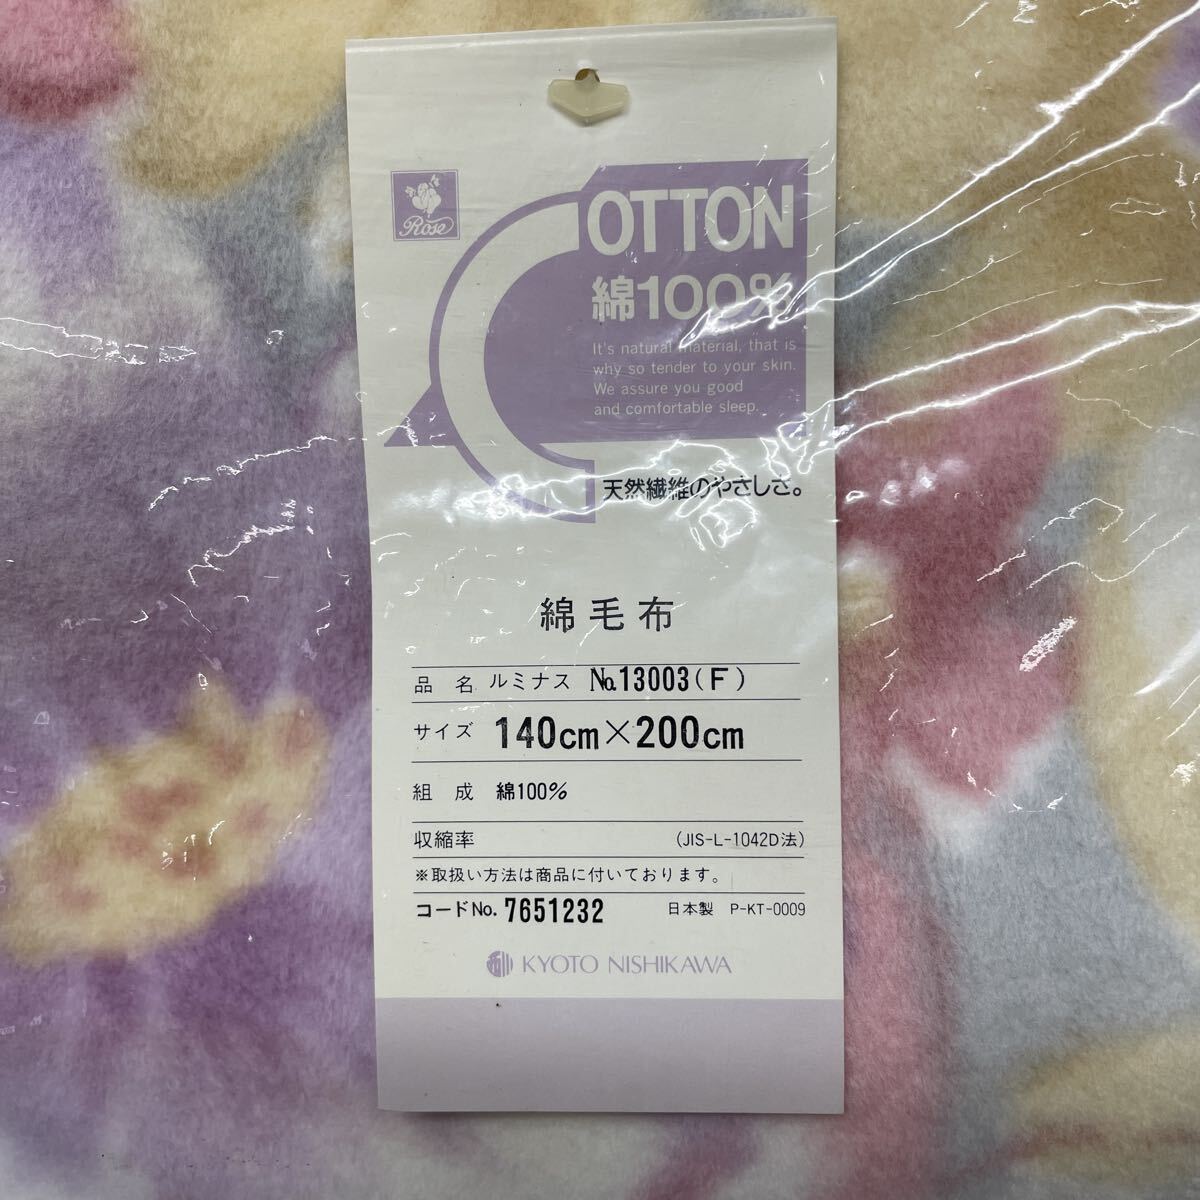 Rose
COTTON
綿100%
It's natural material, that is
why so tender to your skin.
We assure you good
and comfortable sleep.
天然繊維のやさしさ。
綿毛布
品名 ルミナス No.13003(F)
サイズ 140cm×200cm
組成 綿100%
収縮率 (JIS-L-1042D法)
※取扱い方法は商品に付いております。
コードNo. 7651232 日本製 P-KT-0009
西川 KYOTO NISHIKAWA